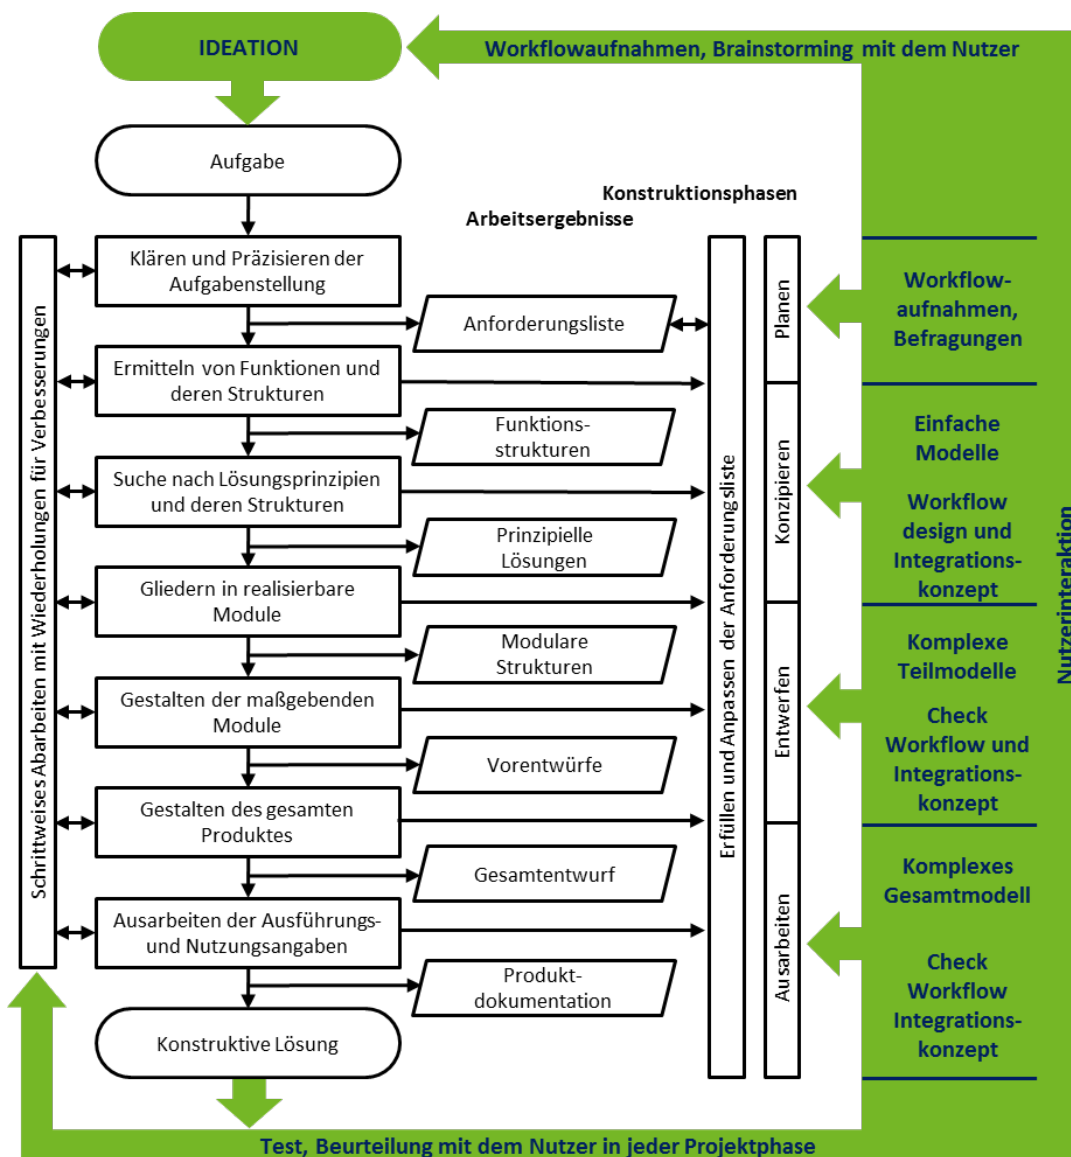 IDEATION
Workflowaufnahmen, Brainstorming mit dem Nutzer
Aufgabe
Konstruktionsphasen
Arbeitsergebnisse
Schrittweises Abarbeiten mit Wiederholungen für Verbesserungen
Klären und Präzisieren der
Aufgabenstellung
Anforderungsliste
Ermitteln von Funktionen und
deren Strukturen
Funktions-
strukturen
Suche nach Lösungsprinzipien
und deren Strukturen
Prinzipielle
Lösungen
Gliedern in realisierbare
Module
Modulare
Strukturen
Gestalten der maßgebenden
Module
Vorentwürfe
Gestalten des gesamten
Produktes
Gesamtentwurf
Ausarbeiten der Ausführungs-
und Nutzungsangaben
Produkt-
dokumentation
Konstruktive Lösung
Erfüllen und Anpassen der Anforderungsliste
Planen
Konzipieren
Entwerfen
Ausarbeiten
Workflow-
aufnahmen,
Befragungen
Einfache
Modelle
Workflow
design und
Integrations-
konzept
Komplexe
Teilmodelle
Check
Workflow und
Integrations-
konzept
Komplexes
Gesamtmodell
Check
Workflow
Integrations-
konzept
Nutzerinteraktion
Test, Beurteilung mit dem Nutzer in jeder Projektphase